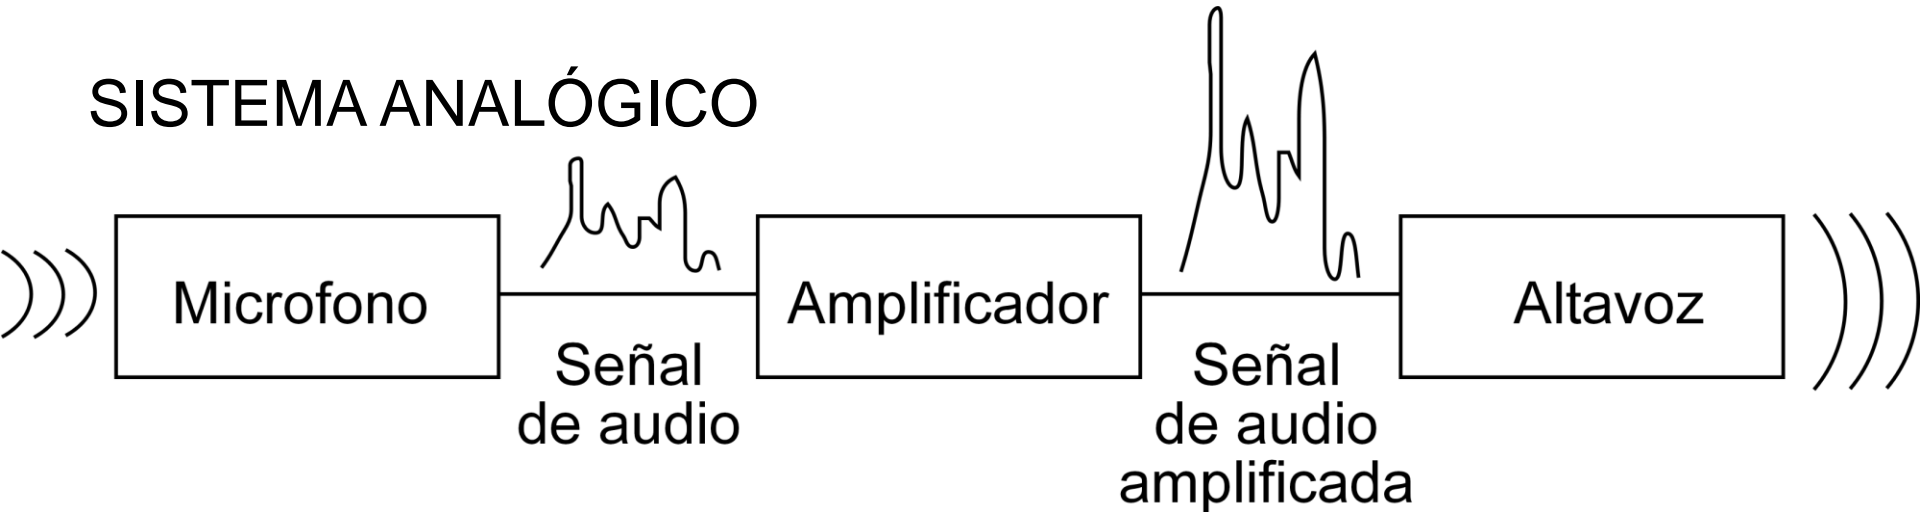 SISTEMA ANALÓGICO
Microfono
Señal
de audio
Amplificador
Señal
de audio
amplificada
Altavoz